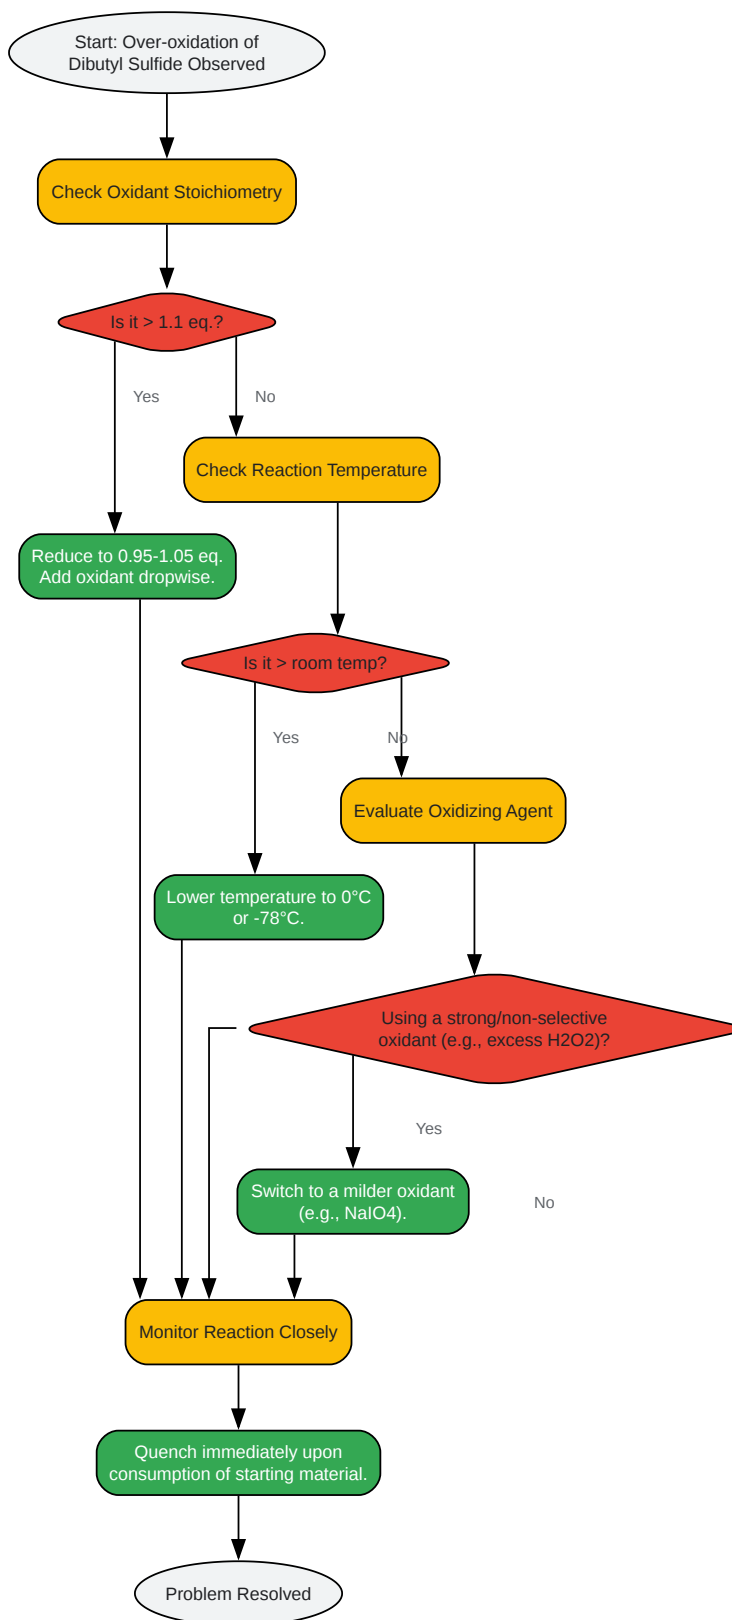 Start: Over-oxidation of
Dibutyl Sulfide Observed
Check Oxidant Stoichiometry
Is it > 1.1 eq.?
Yes
No
Check Reaction Temperature
Reduce to 0.95-1.05 eq.
Add oxidant dropwise.
Is it > room temp?
Yes
No
Evaluate Oxidizing Agent
Lower temperature to 0°C
or -78°C.
Using a strong/non-selective
oxidant (e.g., excess H2O2)?
Yes
Switch to a milder oxidant
(e.g., NaIO4).
No
Monitor Reaction Closely
Quench immediately upon
consumption of starting material.
Problem Resolved